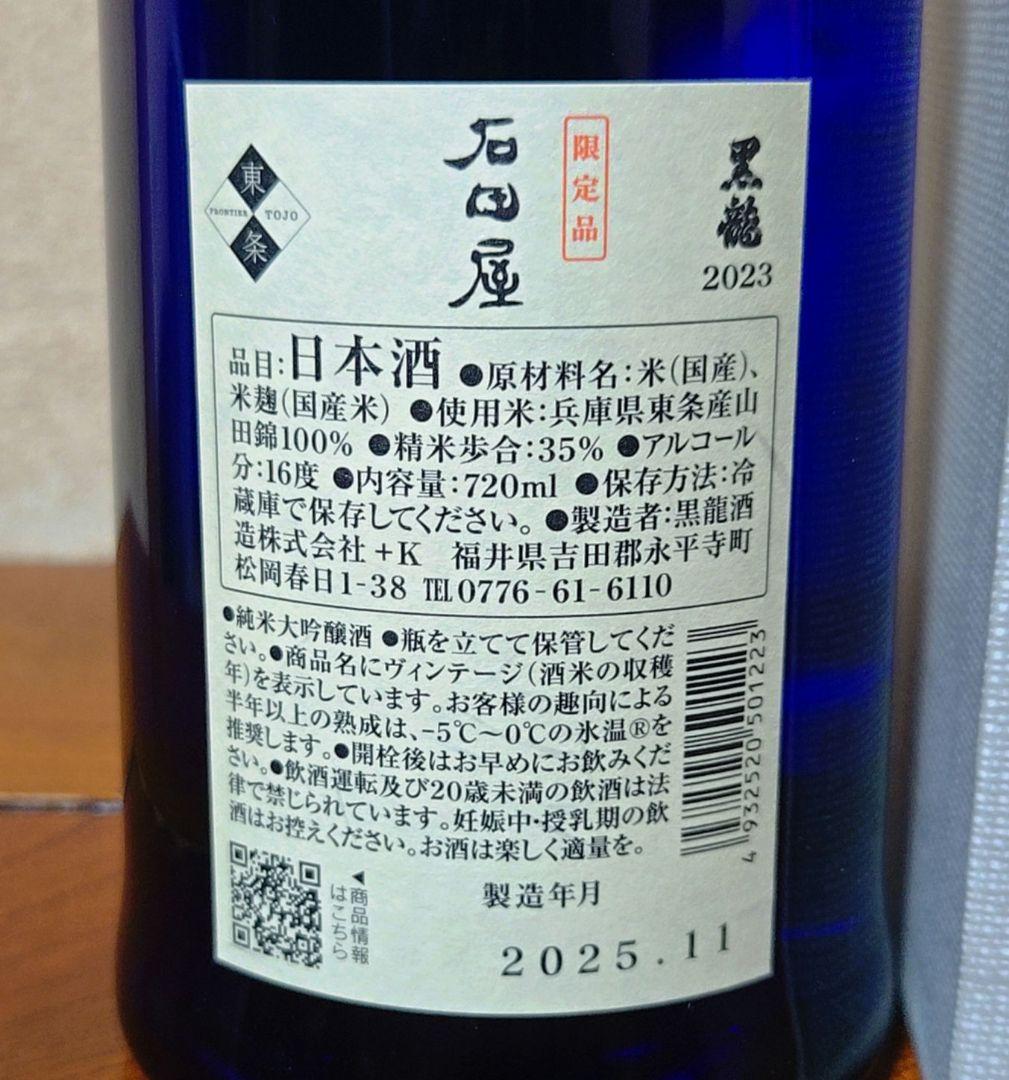 黒龍
2023
限定品
石田屋
東
FRONTIER TOJO
条
品目:日本酒 ●原材料名:米(国産)、
米麹(国産米) ●使用米:兵庫県東条産山
田錦100% ●精米歩合:35% ●アルコール
分:16度 ●内容量:720ml ●保存方法:冷
蔵庫で保存してください。●製造者:黒龍酒
造株式会社+K 福井県吉田郡永平寺町
松岡春日1-38 TEL0776-61-6110
●純米大吟醸酒 ●瓶を立てて保管してくだ
さい。●商品名にヴィンテージ(酒米の収穫
年)を表示しています。お客様の趣向による
半年以上の熟成は、-5℃~0℃の氷温®を
推奨します。●開栓後はお早めにお飲みくだ
さい。●飲酒運転及び20歳未満の飲酒は法
律で禁じられています。妊娠中・授乳期の飲
酒はお控えください。お酒は楽しく適量を。
4932520501223
◀商品情報
はこちら
製造年月
2025.11